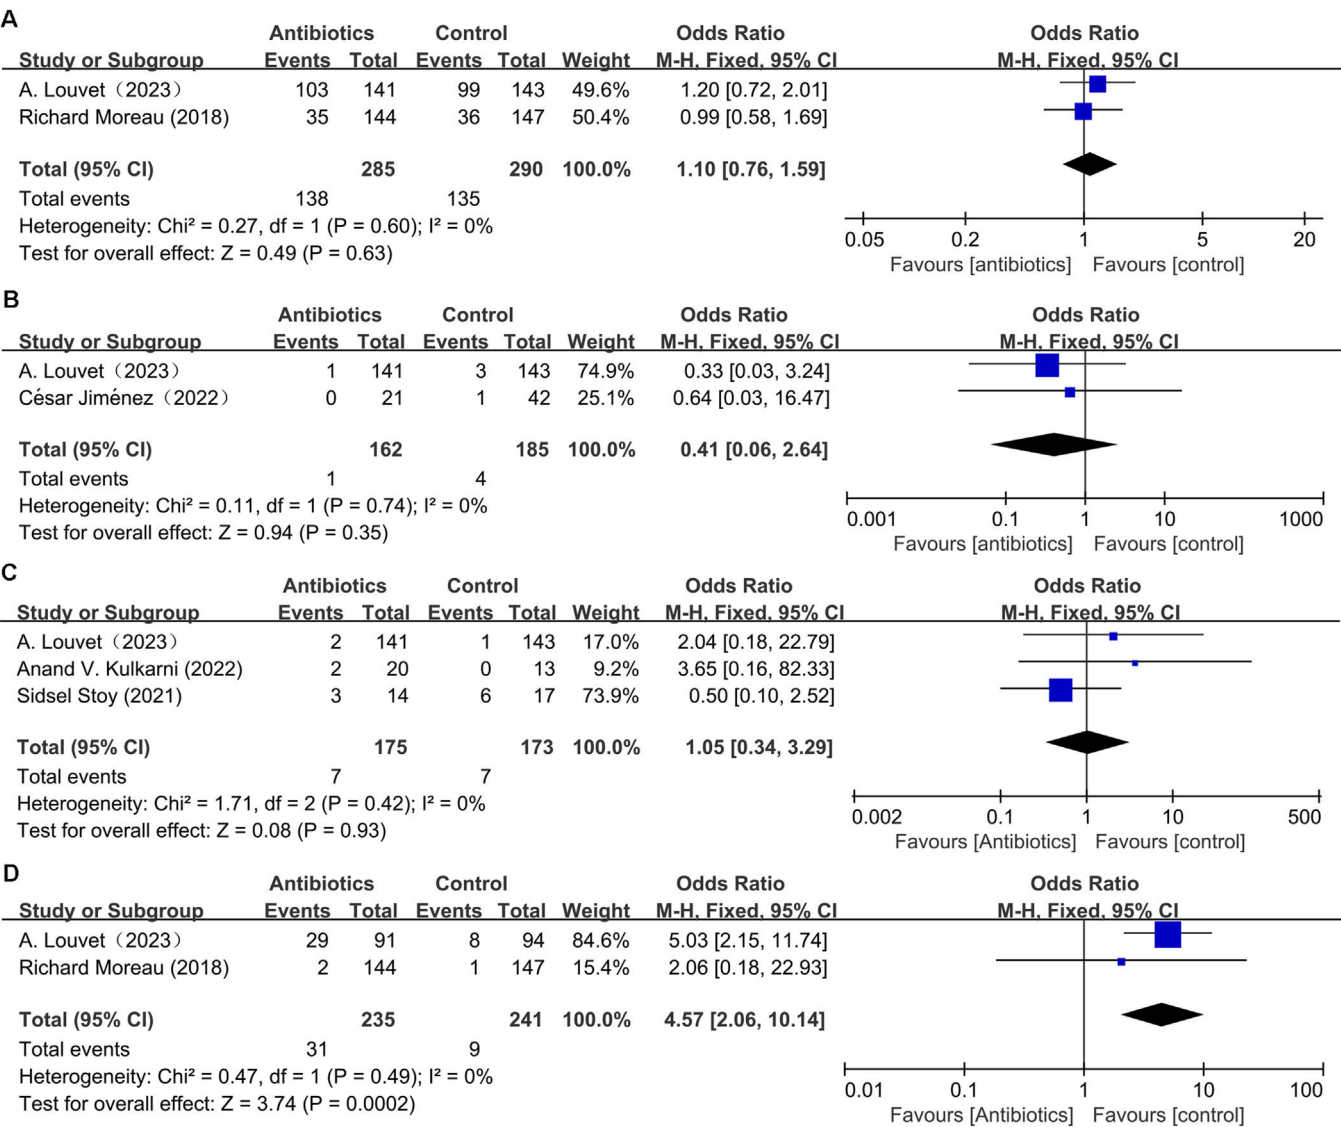 A
Antibiotics Control Odds Ratio Odds Ratio
Study or Subgroup Events Total Events Total Weight M-H, Fixed, 95% CI M-H, Fixed, 95% CI
A. Louvet（2023） 103 141 99 143 49.6% 1.20 [0.72, 2.01]
Richard Moreau (2018) 35 144 36 147 50.4% 0.99 [0.58, 1.69]
Total (95% CI) 285 290 100.0% 1.10 [0.76, 1.59]
Total events 138 135
Heterogeneity: Chi² = 0.27, df = 1 (P = 0.60); I² = 0%
Test for overall effect: Z = 0.49 (P = 0.63)
0.05 0.2 1 5 20
Favours [antibiotics] Favours [control]
B
Antibiotics Control Odds Ratio Odds Ratio
Study or Subgroup Events Total Events Total Weight M-H, Fixed, 95% CI M-H, Fixed, 95% CI
A. Louvet（2023） 1 141 3 143 74.9% 0.33 [0.03, 3.24]
César Jiménez（2022） 0 21 1 42 25.1% 0.64 [0.03, 16.47]
Total (95% CI) 162 185 100.0% 0.41 [0.06, 2.64]
Total events 1 4
Heterogeneity: Chi² = 0.11, df = 1 (P = 0.74); I² = 0%
Test for overall effect: Z = 0.94 (P = 0.35)
0.001 0.1 1 10 1000
Favours [antibiotics] Favours [control]
C
Antibiotics Control Odds Ratio Odds Ratio
Study or Subgroup Events Total Events Total Weight M-H, Fixed, 95% CI M-H, Fixed, 95% CI
A. Louvet（2023） 2 141 1 143 17.0% 2.04 [0.18, 22.79]
Anand V. Kulkarni (2022) 2 20 0 13 9.2% 3.65 [0.16, 82.33]
Sidsel Stoy (2021) 3 14 6 17 73.9% 0.50 [0.10, 2.52]
Total (95% CI) 175 173 100.0% 1.05 [0.34, 3.29]
Total events 7 7
Heterogeneity: Chi² = 1.71, df = 2 (P = 0.42); I² = 0%
Test for overall effect: Z = 0.08 (P = 0.93)
0.002 0.1 1 10 500
Favours [Antibiotics] Favours [control]
D
Antibiotics Control Odds Ratio Odds Ratio
Study or Subgroup Events Total Events Total Weight M-H, Fixed, 95% CI M-H, Fixed, 95% CI
A. Louvet（2023） 29 91 8 94 84.6% 5.03 [2.15, 11.74]
Richard Moreau (2018) 2 144 1 147 15.4% 2.06 [0.18, 22.93]
Total (95% CI) 235 241 100.0% 4.57 [2.06, 10.14]
Total events 31 9
Heterogeneity: Chi² = 0.47, df = 1 (P = 0.49); I² = 0%
Test for overall effect: Z = 3.74 (P = 0.0002)
0.01 0.1 1 10 100
Favours [Antibiotics] Favours [control]